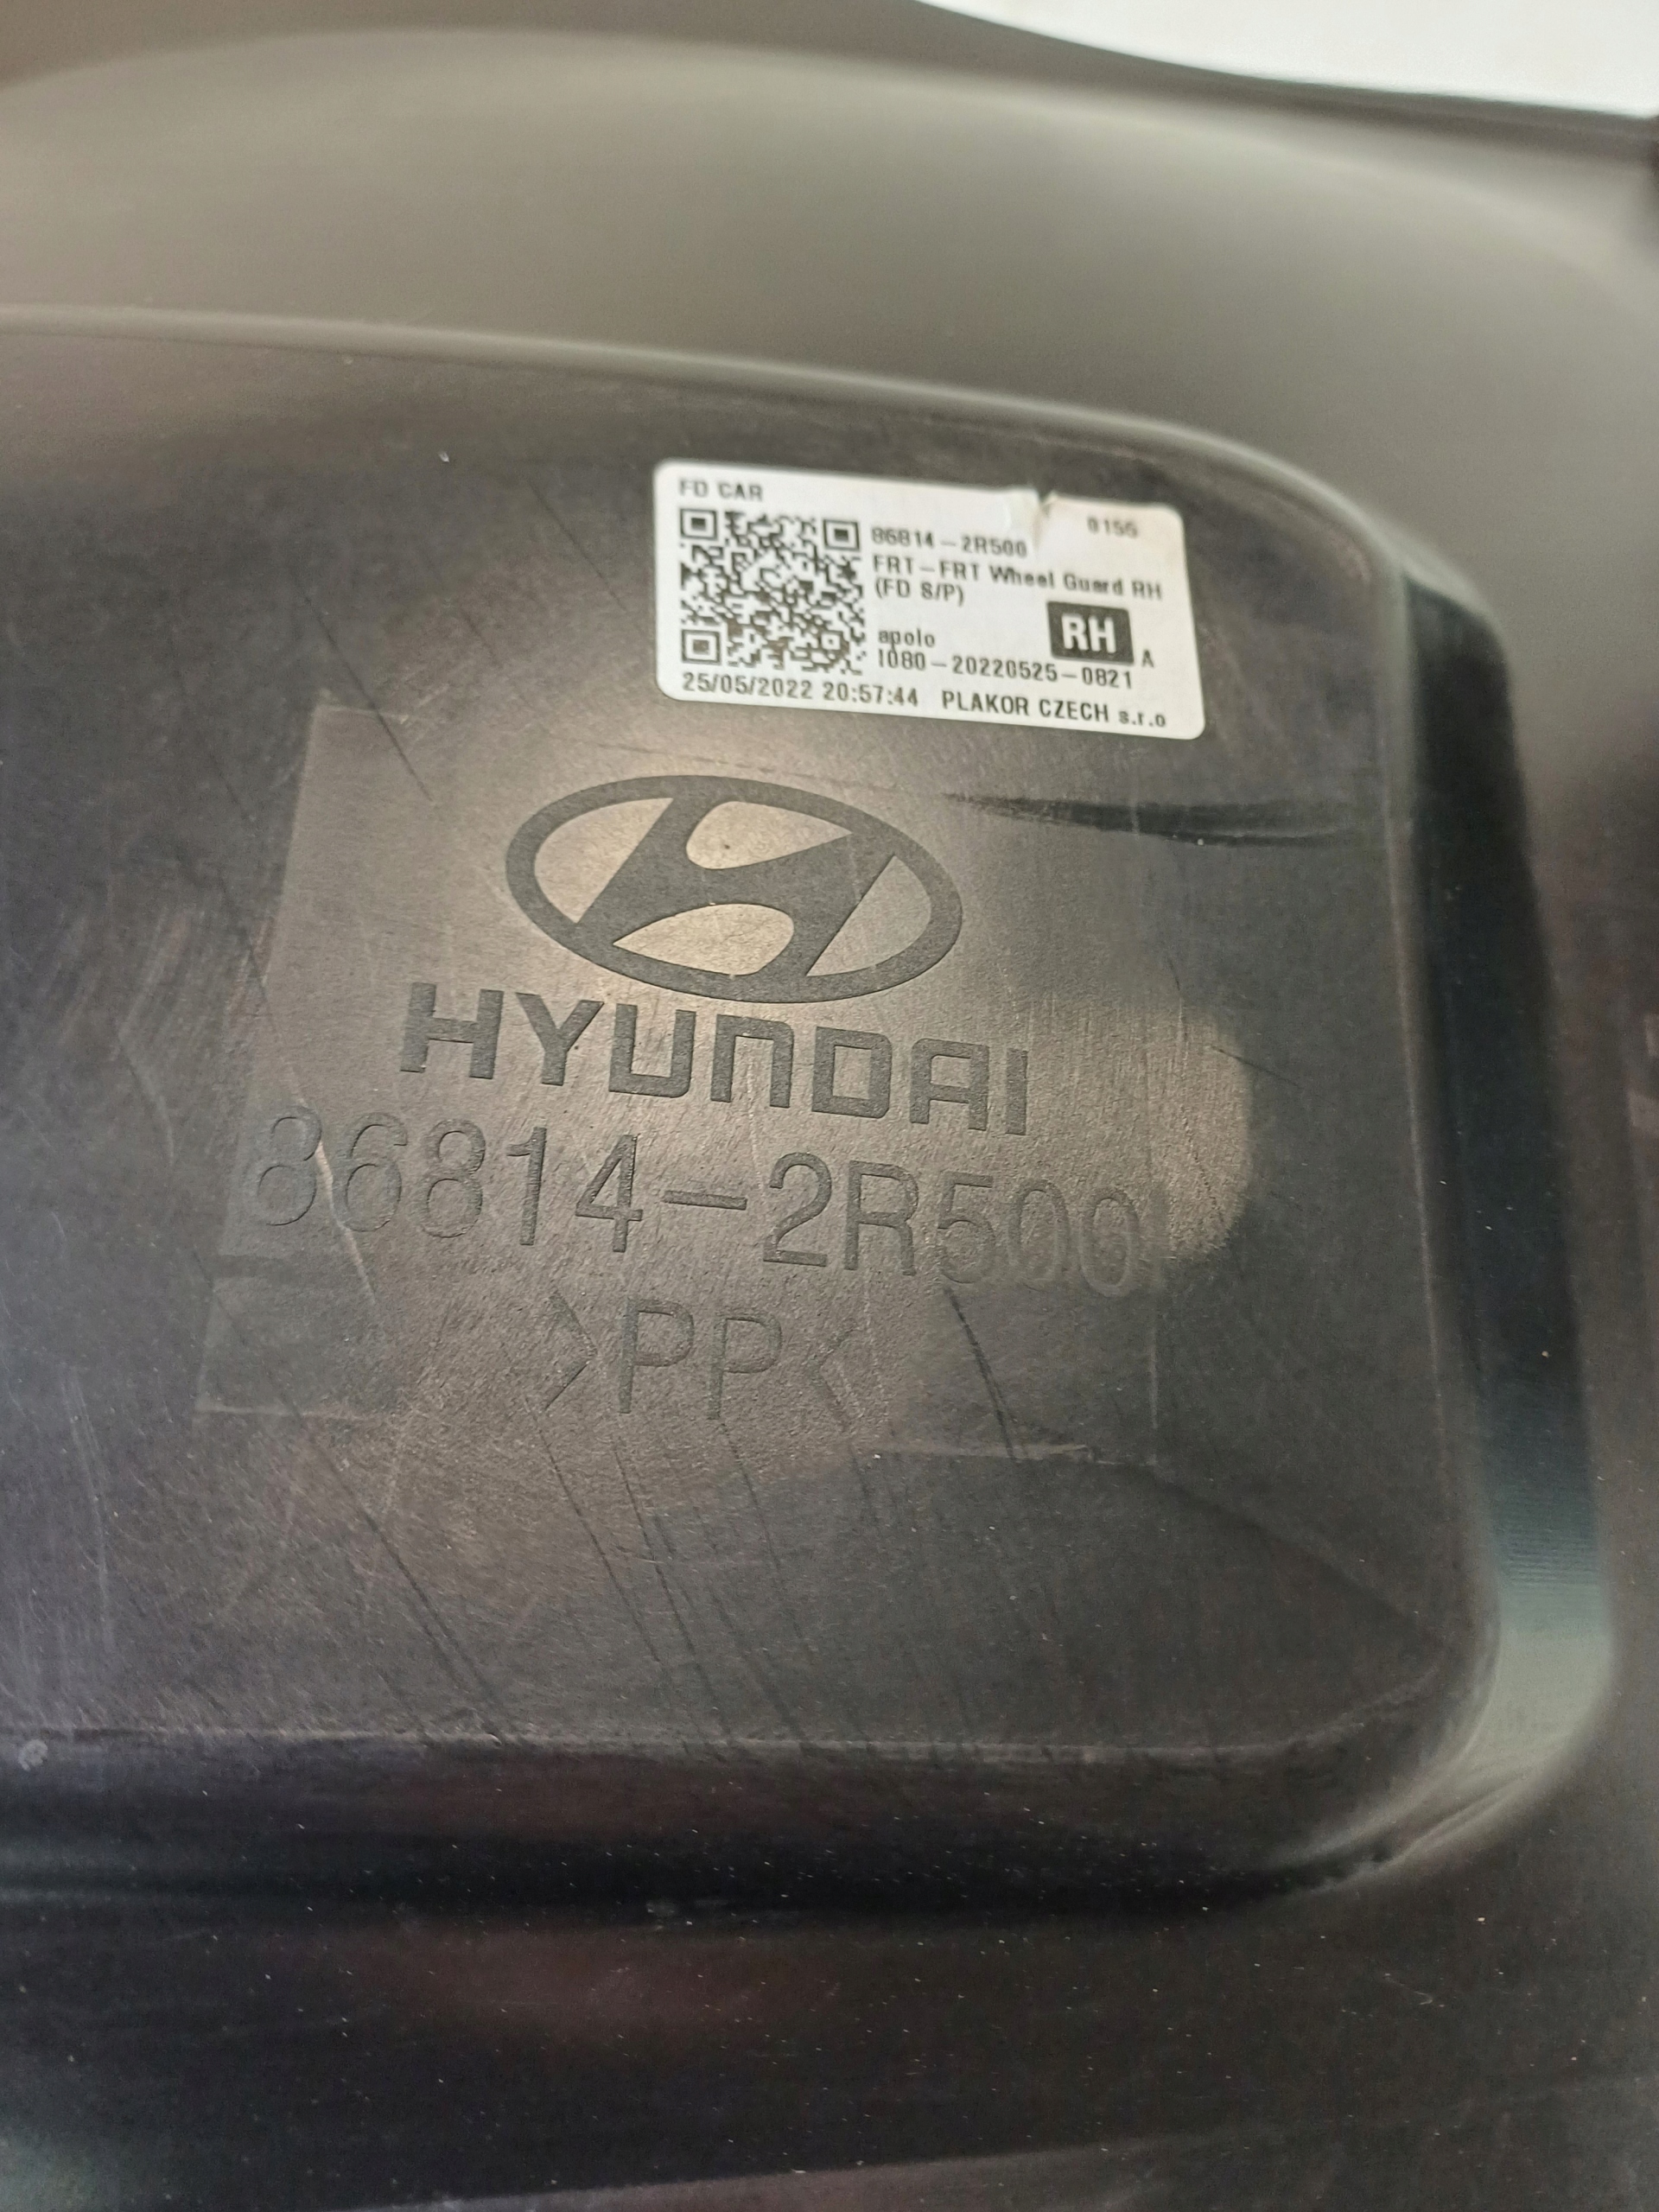 FD CAR
0156
86814-2R500
FRT-FRT Wheel Guard RH
(FD S/P)
RH
apolo
A
1080-20220525-0821
25/05/2022 20:57:44 PLAKOR CZECH s.r.o
HYUNDAI
86814-2R500
>PP<